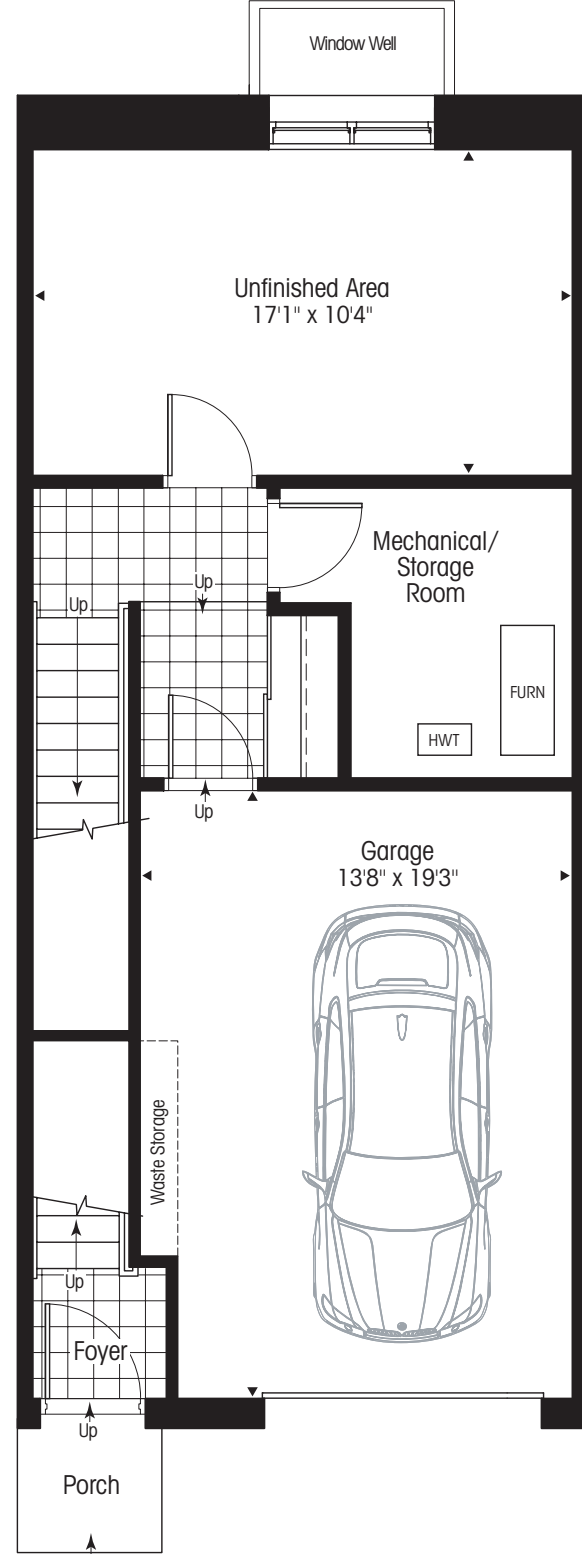 Window Well
Unfinished Area
17'1" x 10'4"
Mechanical/
Storage
Room
Up
Up
FURN
HWT
Up
Garage
13'8" x 19'3"
Waste Storage
Up
Foyer
Up
Porch